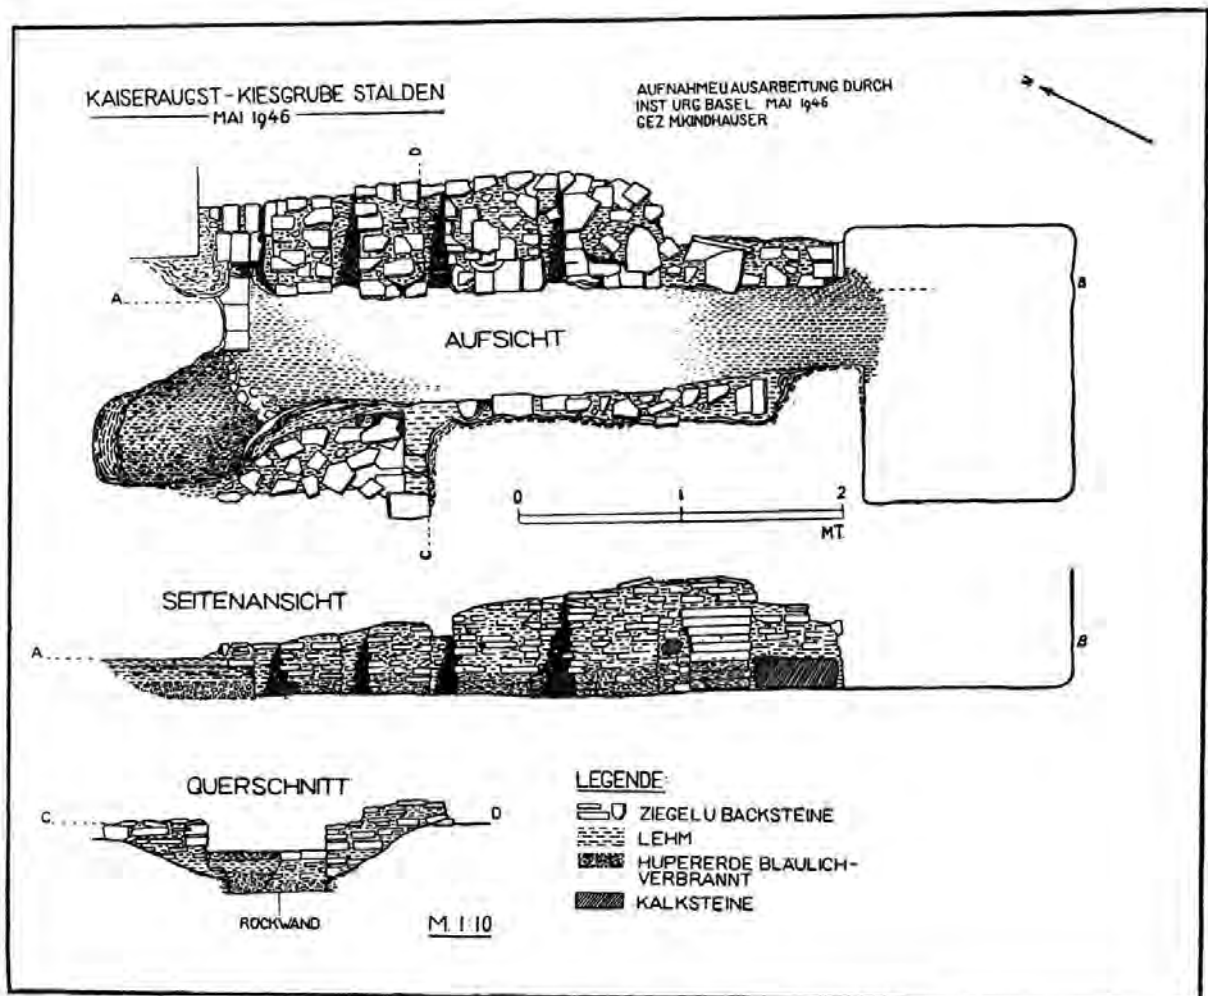 KAISERAUGST-KIESGRUBE STALDEN
MAI 1946
AUFNAHME U AUSARBEITUNG DURCH
INST URG BASEL MAI 1946
GEZ M.KINDHAUSER
N
D
A
B
AUFSICHT
0 1 2
MT.
C
SEITENANSICHT
A
B
QUERSCHNITT
C
D
ROCKWAND
M. 1:10
LEGENDE:
ZIEGEL U BACKSTEINE
LEHM
HUPERERDE BLÄULICH-
VERBRANNT
KALKSTEINE